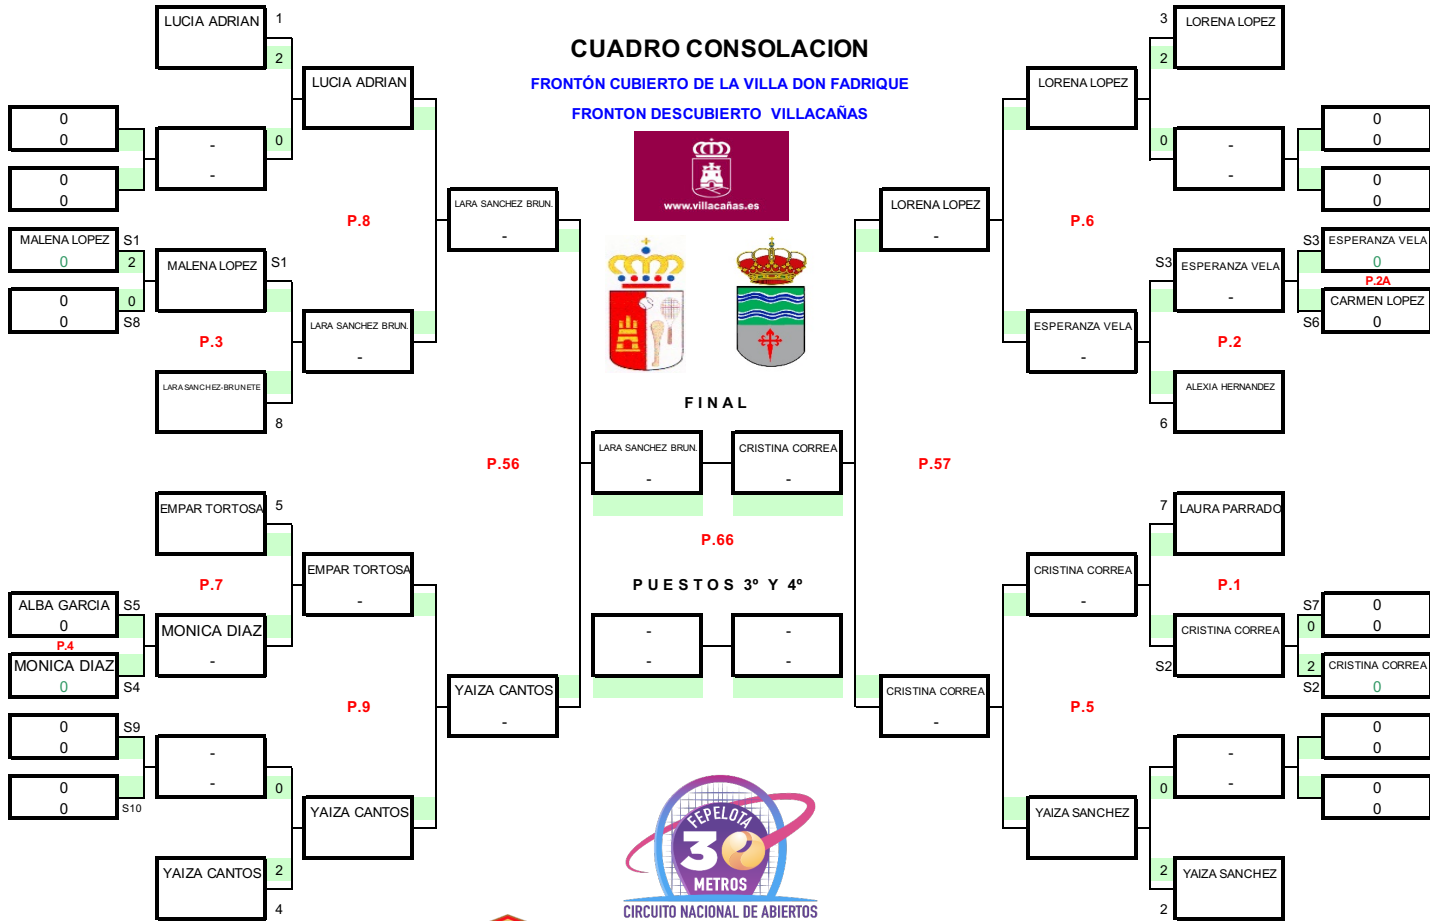 CUADRO CONSOLACION
FRONTÓN CUBIERTO DE LA VILLA DON FADRIQUE
FRONTON DESCUBIERTO VILLACAÑAS
www.villacañas.es
LUCIA ADRIAN
1
2
LUCIA ADRIAN
0
0
0
0
-
-
0
P.8
LARA SANCHEZ BRUN.
-
MALENA LOPEZ
S1
0
2
0
0
0
S8
MALENA LOPEZ
S1
P.3
LARA SANCHEZ BRUN.
-
LARA SANCHEZ-BRUNETE
8
P.56
EMPAR TORTOSA
5
P.7
EMPAR TORTOSA
-
ALBA GARCIA
S5
0
P.4
MONICA DIAZ
0
S4
MONICA DIAZ
-
P.9
YAIZA CANTOS
-
0
S9
0
0
0
S10
-
-
0
YAIZA CANTOS
YAIZA CANTOS
2
4
FINAL
LARA SANCHEZ BRUN.
-
CRISTINA CORREA
-
P.66
PUESTOS 3º Y 4º
-
-
-
-
3
LORENA LOPEZ
2
LORENA LOPEZ
0
-
-
0
0
0
0
LORENA LOPEZ
-
P.6
S3
ESPERANZA VELA
-
S3
ESPERANZA VELA
0
P.2A
CARMEN LOPEZ
S6
0
ESPERANZA VELA
-
P.2
ALEXIA HERNANDEZ
6
P.57
7
LAURA PARRADO
CRISTINA CORREA
-
P.1
CRISTINA CORREA
-
S2
S7
0
0
0
2
CRISTINA CORREA
S2
0
CRISTINA CORREA
-
P.5
-
-
0
0
0
0
0
YAIZA SANCHEZ
2
YAIZA SANCHEZ
2
FEPELOTA
30
METROS
CIRCUITO NACIONAL DE ABIERTOS